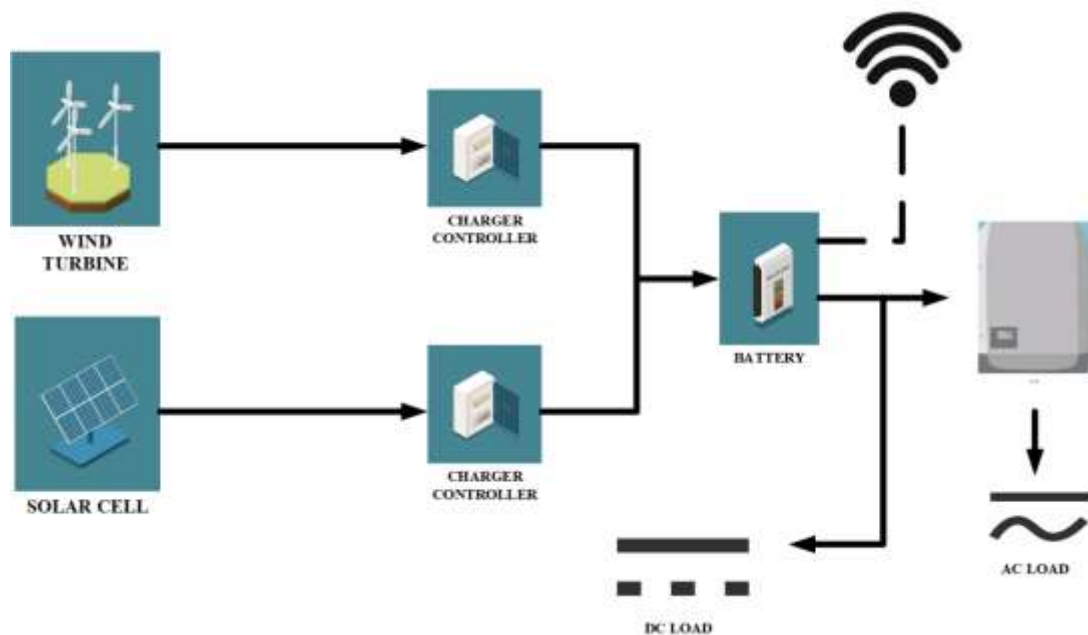 WIND
TURBINE
CHARGER
CONTROLLER
BATTERY
SOLAR CELL
CHARGER
CONTROLLER
AC LOAD
DC LOAD